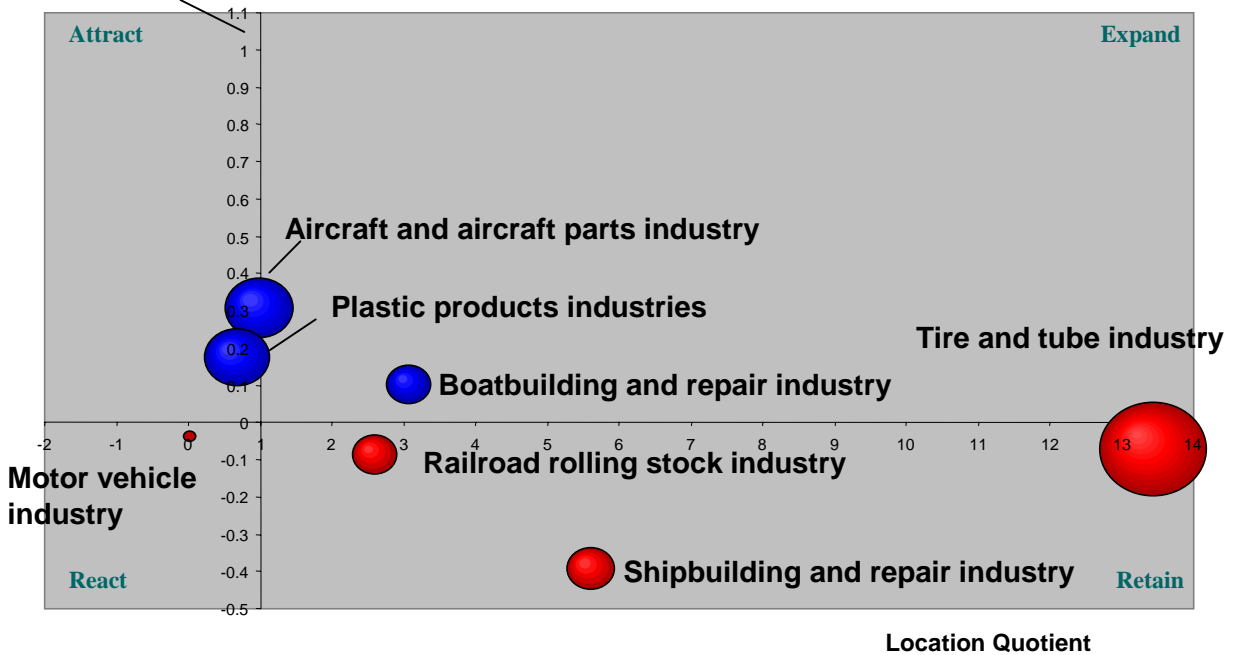 1.1
Attract
Expand
1
0.9
0.8
0.7
0.6
0.5
Aircraft and aircraft parts industry
0.4
0.3
Plastic products industries
Tire and tube industry
0.2
0.1
Boatbuilding and repair industry
0
-2 -1 0 1 2 3 4 5 6 7 8 9 10 11 12 13 14
-0.1
Railroad rolling stock industry
Motor vehicle
industry
-0.2
-0.3
-0.4
Shipbuilding and repair industry
React
Retain
-0.5
Location Quotient